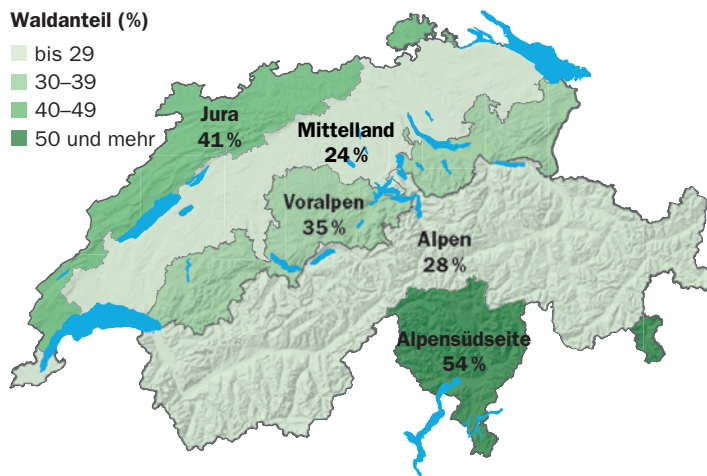 Waldanteil (%)
bis 29
30–39
40–49
50 und mehr
Jura
41 %
Mittelland
24 %
Voralpen
35 %
Alpen
28 %
Alpensüdseite
54 %